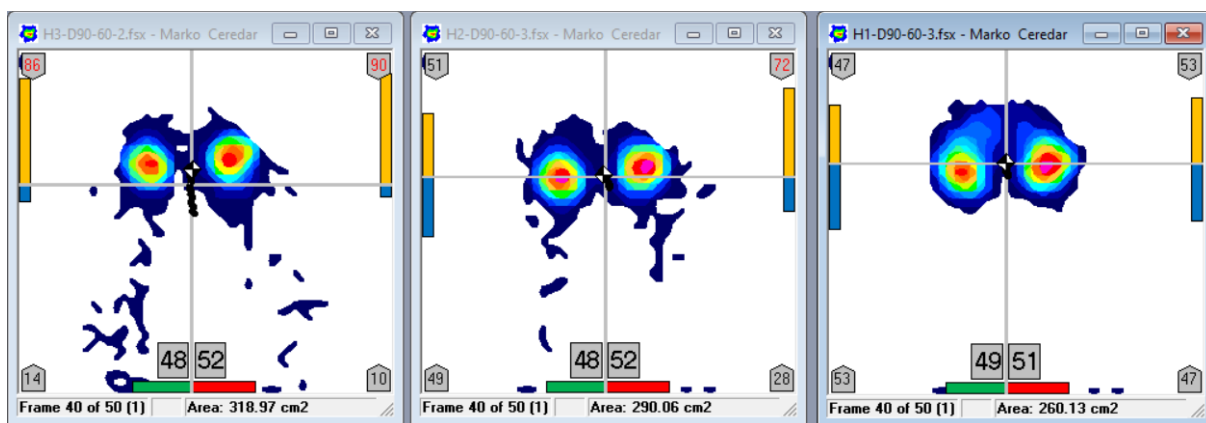 H3-D90-60-2.fsx - Marko Ceredar
86 90
48 52
14 10
Frame 40 of 50 (1) Area: 318.97 cm2
H2-D90-60-3.fsx - Marko Ceredar
51 72
48 52
49 28
Frame 40 of 50 (1) Area: 290.06 cm2
H1-D90-60-3.fsx - Marko Ceredar
47 53
49 51
53 47
Frame 40 of 50 (1) Area: 260.13 cm2